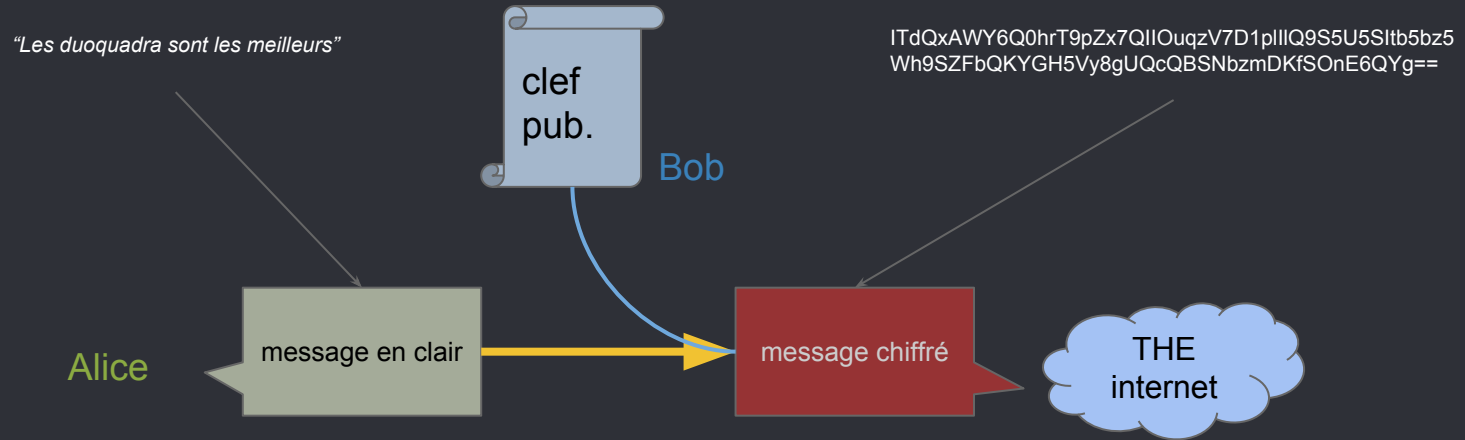 “Les duoquadra sont les meilleurs”
clef
pub.
Bob
ITdQxAWY6Q0hrT9pZx7QIIOuqzV7D1plIlQ9S5U5SItb5bz5
Wh9SZFbQKYGH5Vy8gUQcQBSNbzmDKfSOnE6QYg==
Alice
message en clair
message chiffré
THE
internet